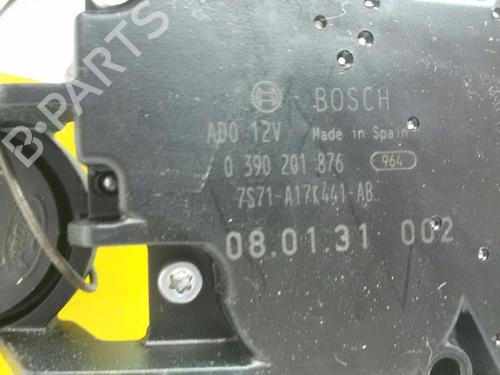 B-PARTS
BOSCH
AD0 12V Made in Spain
0 390 201 876 964
7S71-A17K441-AB
08.01.31 002